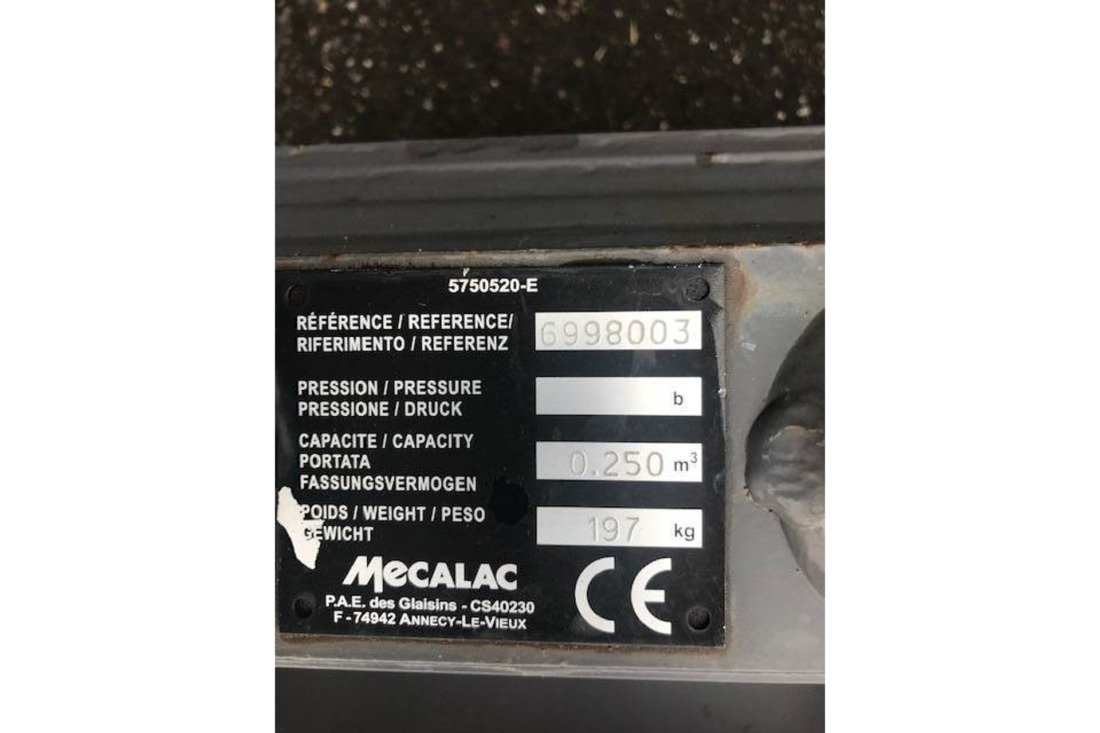 5750520-E
RÉFÉRENCE / REFERENCE/ 6998003
RIFERIMENTO / REFERENZ
PRESSION / PRESSURE
PRESSIONE / DRUCK b
CAPACITE / CAPACITY
PORTATA 0.250 m³
FASSUNGSVERMOGEN
POIDS / WEIGHT / PESO 197 kg
GEWICHT
MECALAC
P.A.E. des Glaisins - CS40230
F - 74942 ANNECY-LE-VIEUX
CE